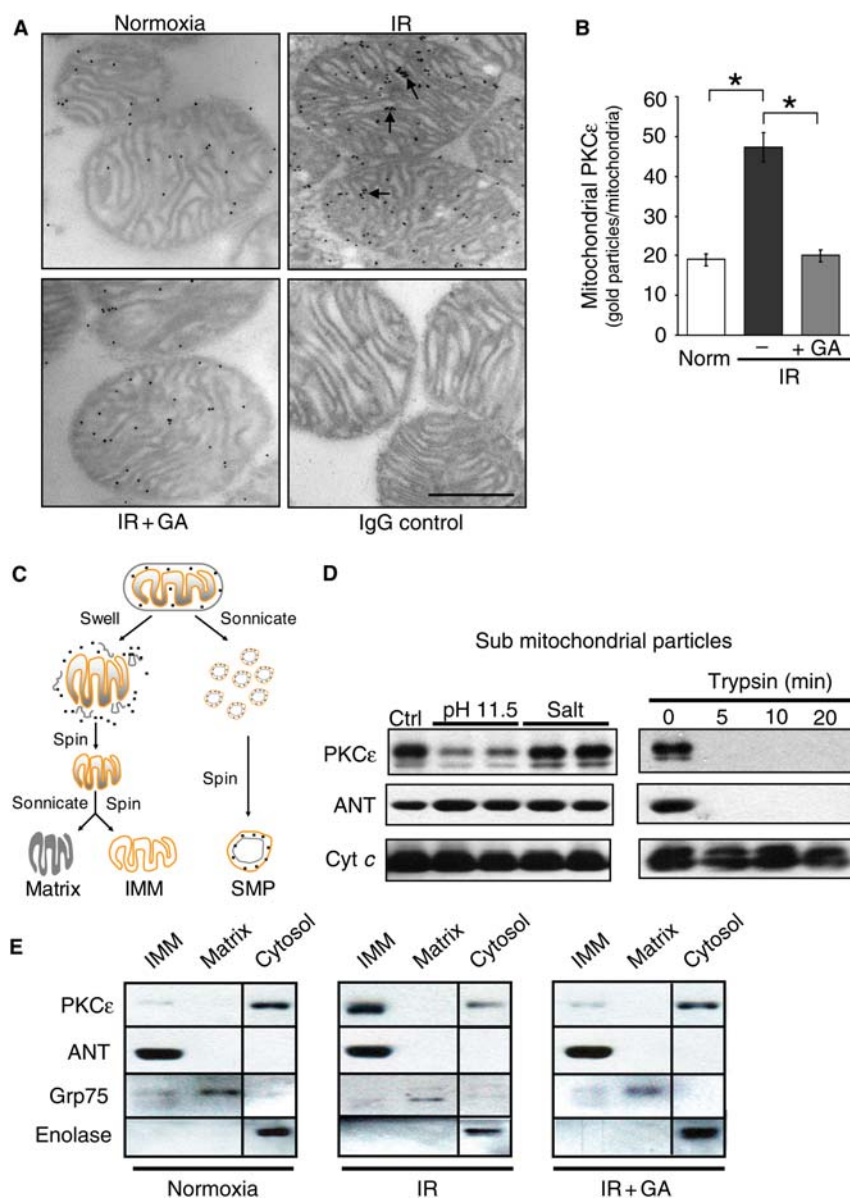 A
Normoxia
IR
IR + GA
IgG control
B
*
*
Mitochondrial PKCε
(gold particles/mitochondria)
60
50
40
30
20
10
0
Norm
–
+ GA
IR
C
Swell
Sonnicate
Spin
Sonnicate
Spin
Spin
Matrix
IMM
SMP
D
Sub mitochondrial particles
Ctrl
pH 11.5
Salt
Trypsin (min)
0 5 10 20
PKCε
ANT
Cyt c
E
IMM Matrix Cytosol
IMM Matrix Cytosol
IMM Matrix Cytosol
PKCε
ANT
Grp75
Enolase
Normoxia
IR
IR + GA